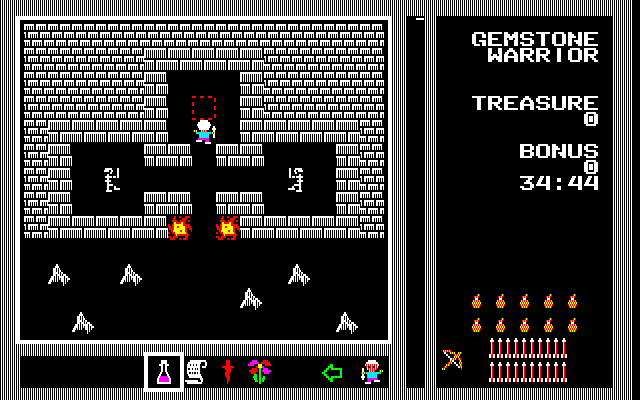 GEMSTONE
WARRIOR
TREASURE
0
BONUS
0
34:44